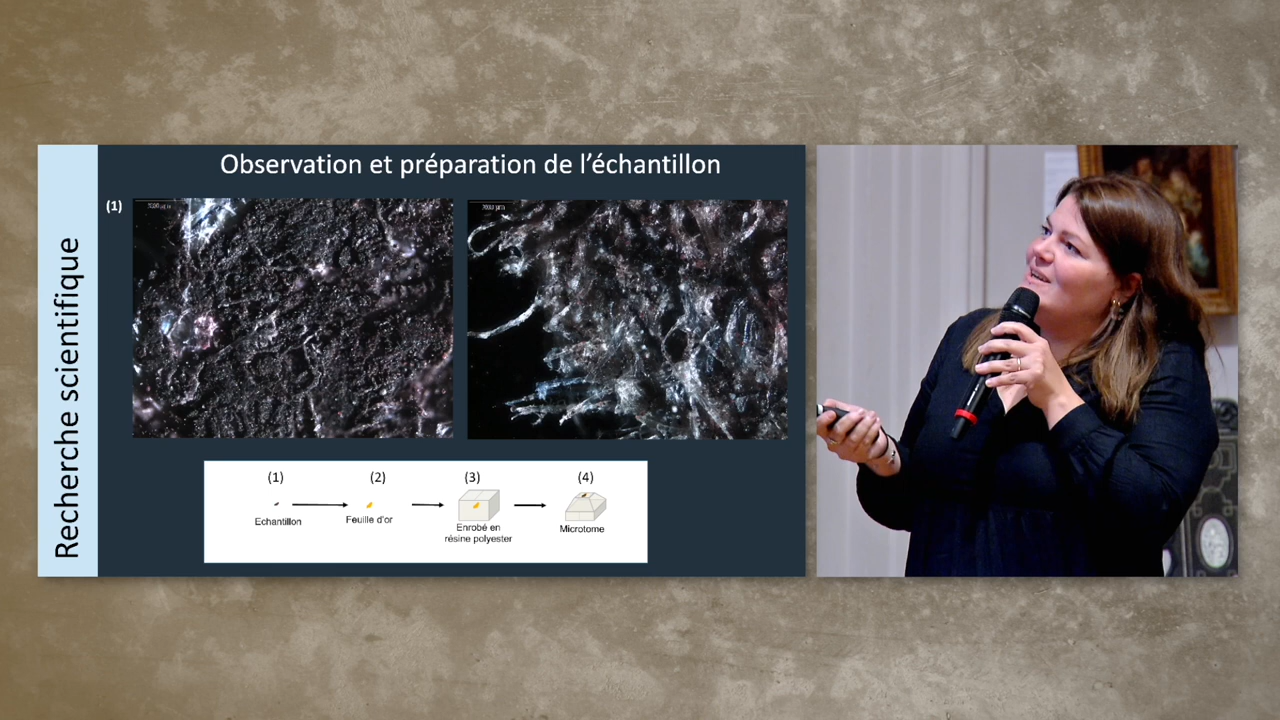 Observation et préparation de l'échantillon
Recherche scientifique
(1)
(1)
(2)
(3)
(4)
Echantillon
Feuille d'or
Enrobé en
résine polyester
Microtome